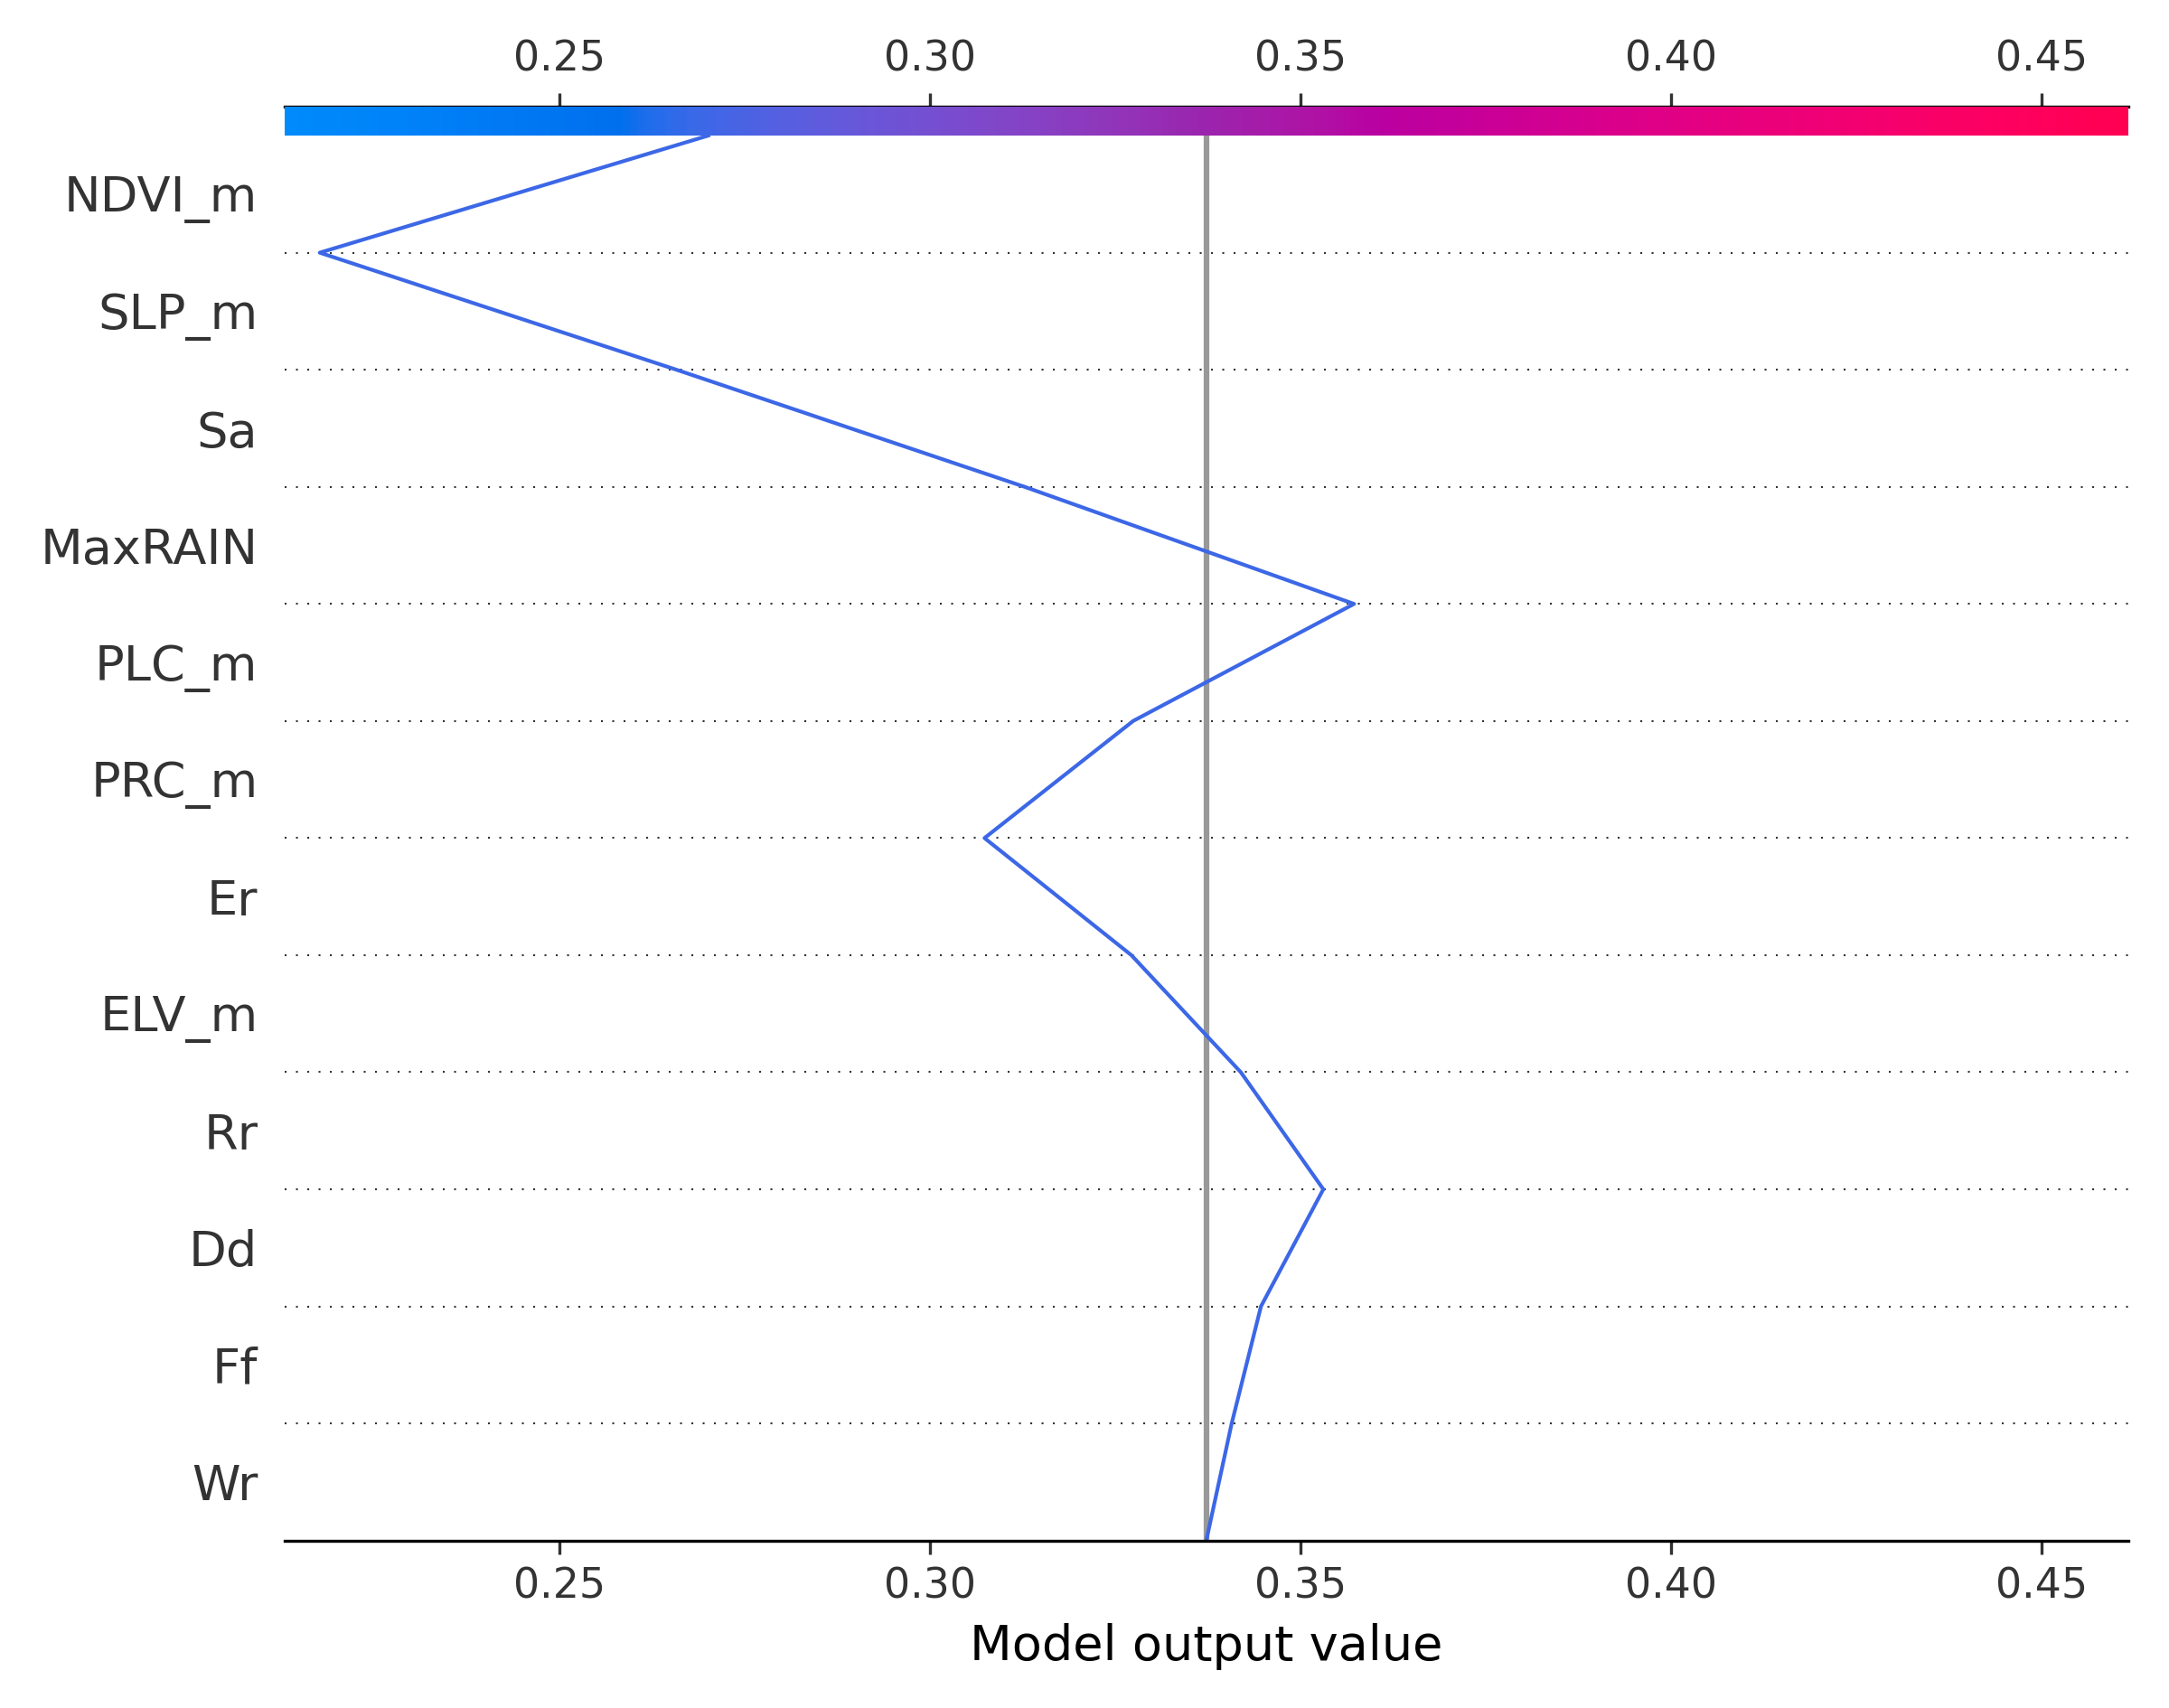 0.25 0.30 0.35 0.40 0.45
NDVI_m
SLP_m
Sa
MaxRAIN
PLC_m
PRC_m
Er
ELV_m
Rr
Dd
Ff
Wr
0.25 0.30 0.35 0.40 0.45
Model output value